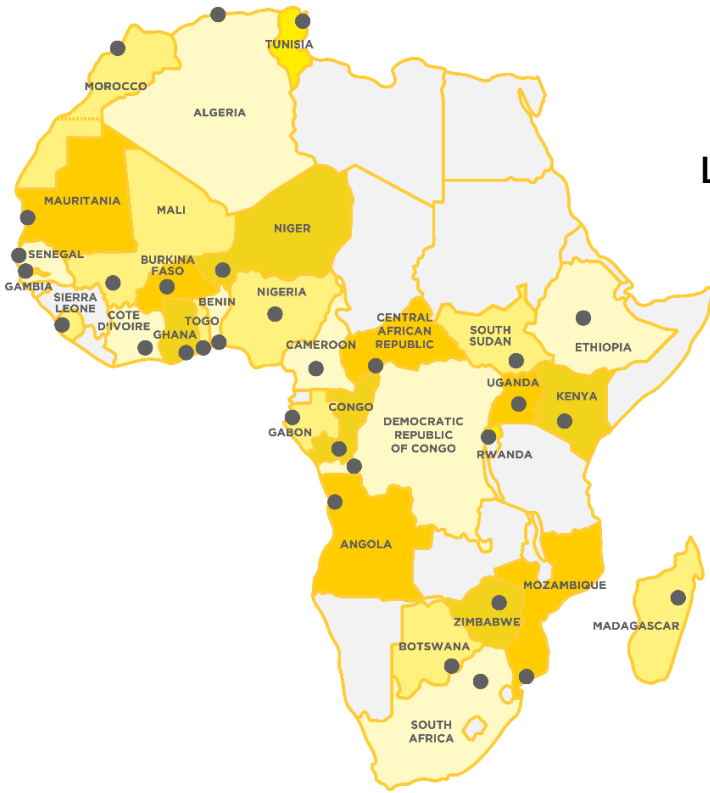 TUNISIA
MOROCCO
ALGERIA
L
MAURITANIA
MALI
NIGER
SENEGAL
BURKINA
FASO
GAMBIA
SIERRA
LEONE
BENIN
NIGERIA
COTE
D'IVOIRE
TOGO
GHANA
CENTRAL
AFRICAN
REPUBLIC
CAMEROON
SOUTH
SUDAN
ETHIOPIA
UGANDA
KENYA
CONGO
GABON
DEMOCRATIC
REPUBLIC
OF CONGO
RWANDA
ANGOLA
MOZAMBIQUE
ZIMBABWE
MADAGASCAR
BOTSWANA
SOUTH
AFRICA